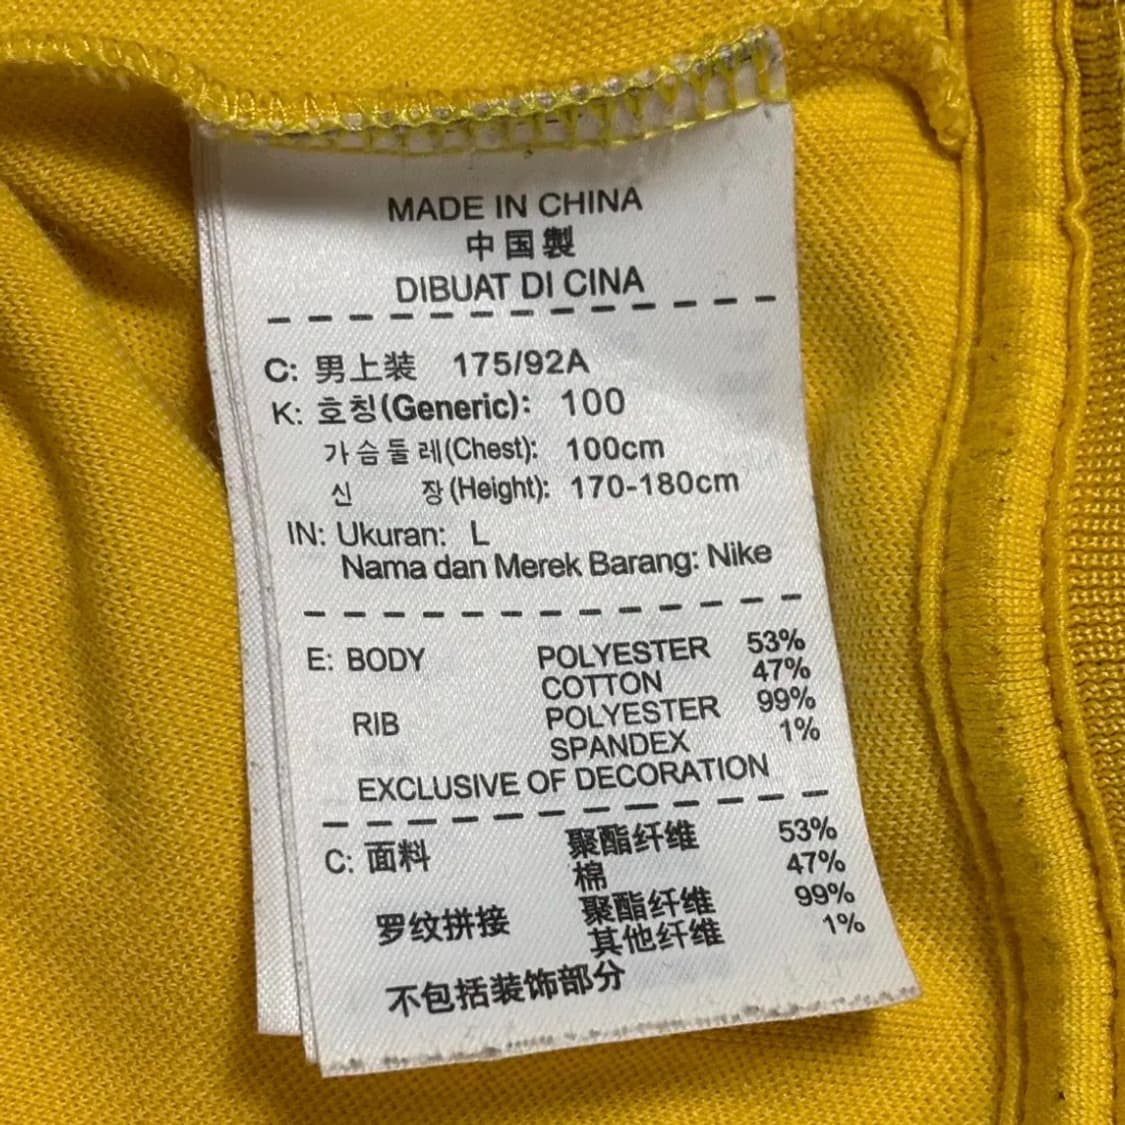 MADE IN CHINA
中国製
DIBUAT DI CINA
C: 男上装 175/92A
K: 호칭(Generic): 100
가슴둘레(Chest): 100cm
신 장(Height): 170-180cm
IN: Ukuran: L
Nama dan Merek Barang: Nike
E: BODY POLYESTER 53%
COTTON 47%
RIB POLYESTER 99%
SPANDEX 1%
EXCLUSIVE OF DECORATION
C: 面料 聚酯纤维 53%
棉 47%
罗纹拼接 聚酯纤维 99%
其他纤维 1%
不包括装饰部分